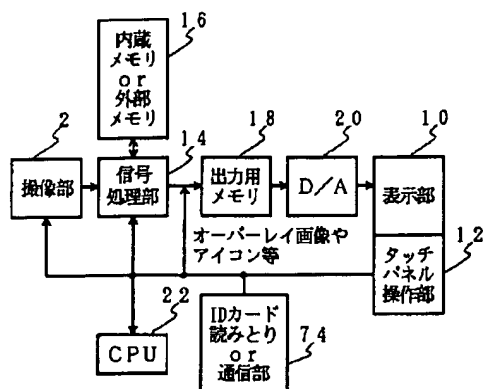 16
内蔵
メモリ
or
外部
メモリ
2
撮像部
14
信号
処理部
18
出力用
メモリ
20
D/A
10
表示部
オーバーレイ画像や
アイコン等
タッチ
パネル
操作部
12
22
CPU
IDカード
読みとり
or
通信部
74